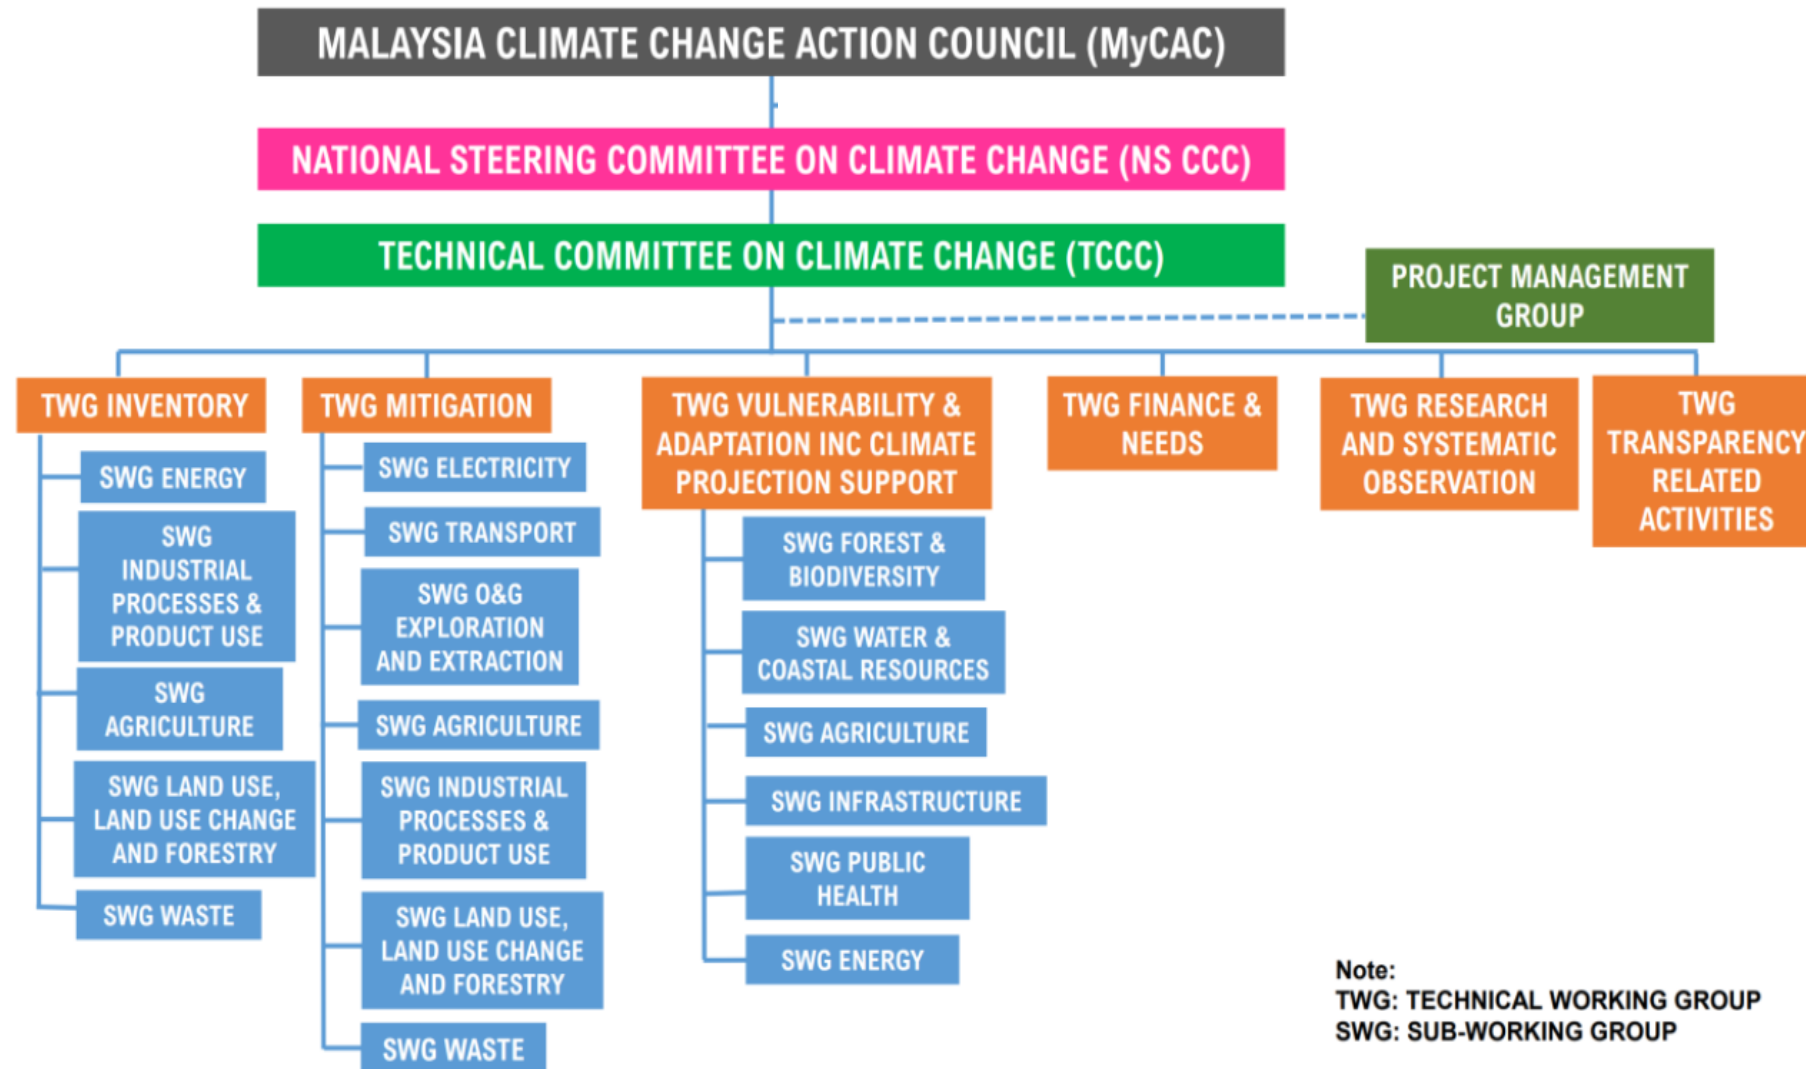 MALAYSIA CLIMATE CHANGE ACTION COUNCIL (MyCAC)
NATIONAL STEERING COMMITTEE ON CLIMATE CHANGE (NS CCC)
TECHNICAL COMMITTEE ON CLIMATE CHANGE (TCCC)
PROJECT MANAGEMENT
GROUP
TWG INVENTORY
SWG ENERGY
SWG
INDUSTRIAL
PROCESSES &
PRODUCT USE
SWG
AGRICULTURE
SWG LAND USE,
LAND USE CHANGE
AND FORESTRY
SWG WASTE
TWG MITIGATION
SWG ELECTRICITY
SWG TRANSPORT
SWG O&G
EXPLORATION
AND EXTRACTION
SWG AGRICULTURE
SWG INDUSTRIAL
PROCESSES &
PRODUCT USE
SWG LAND USE,
LAND USE CHANGE
AND FORESTRY
SWG WASTE
TWG VULNERABILITY &
ADAPTATION INC CLIMATE
PROJECTION SUPPORT
SWG FOREST &
BIODIVERSITY
SWG WATER &
COASTAL RESOURCES
SWG AGRICULTURE
SWG INFRASTRUCTURE
SWG PUBLIC
HEALTH
SWG ENERGY
TWG FINANCE &
NEEDS
TWG RESEARCH
AND SYSTEMATIC
OBSERVATION
TWG
TRANSPARENCY
RELATED
ACTIVITIES
Note:
TWG: TECHNICAL WORKING GROUP
SWG: SUB-WORKING GROUP